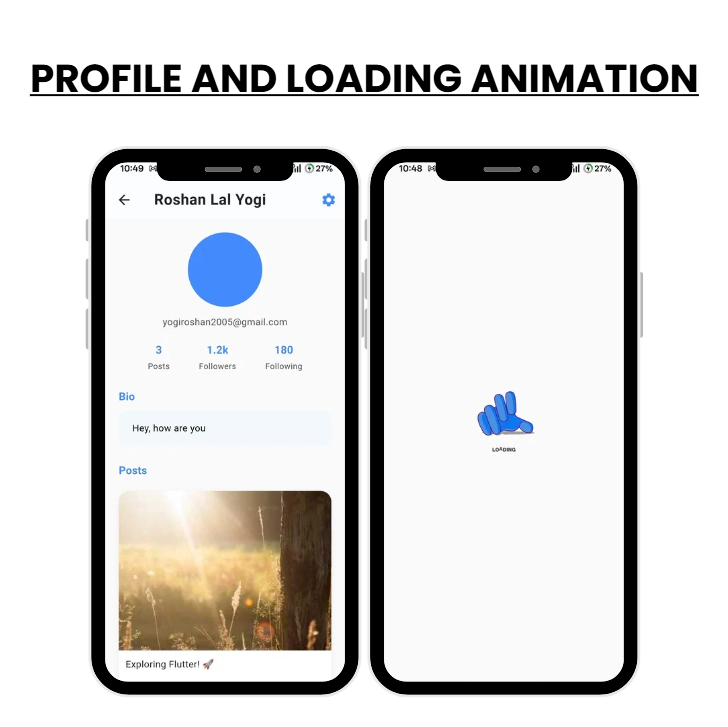 PROFILE AND LOADING ANIMATION
10:49
27%
Roshan Lal Yogi
yogiroshan2005@gmail.com
3 1.2k 180
Posts Followers Following
Bio
Hey, how are you
Posts
Exploring Flutter! 🚀
10:48
27%
LOADING